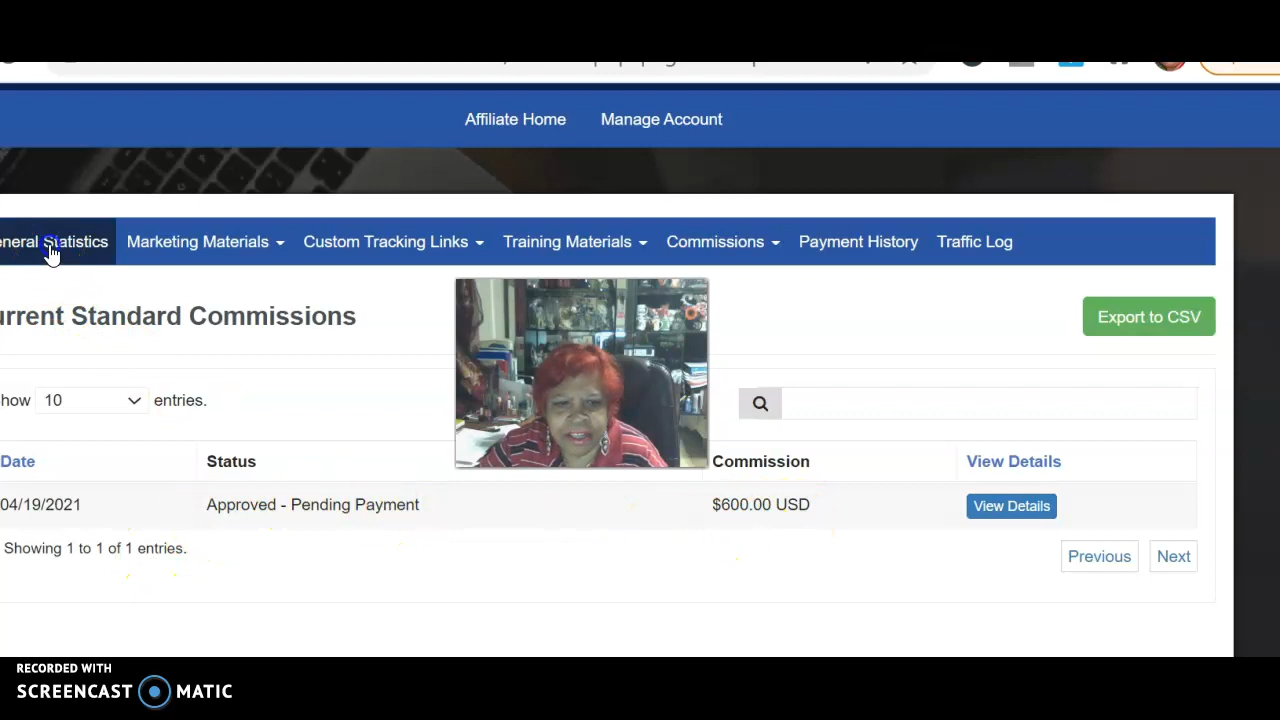 Affiliate Home Manage Account
eneral Statistics Marketing Materials Custom Tracking Links Training Materials Commissions Payment History Traffic Log
urrent Standard Commissions
Export to CSV
how 10 entries.
Date Status Commission View Details
04/19/2021 Approved - Pending Payment $600.00 USD View Details
Showing 1 to 1 of 1 entries.
Previous Next
RECORDED WITH
SCREENCAST MATIC